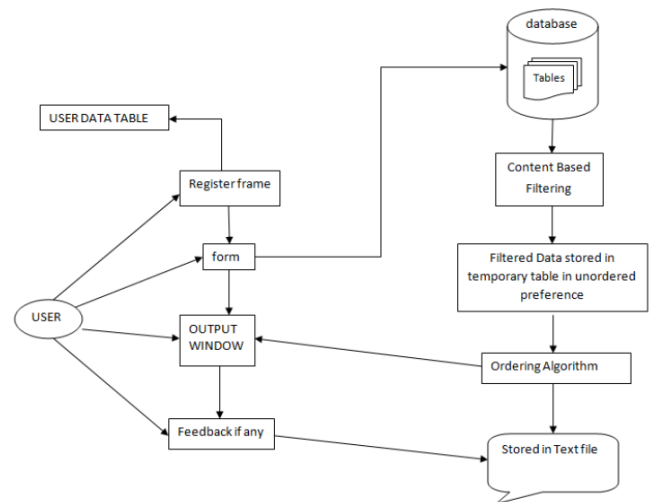 database
Tables
USER DATA TABLE
Register frame
Content Based
Filtering
form
Filtered Data stored in
temporary table in unordered
preference
USER
OUTPUT
WINDOW
Ordering Algorithm
Feedback if any
Stored in Text file